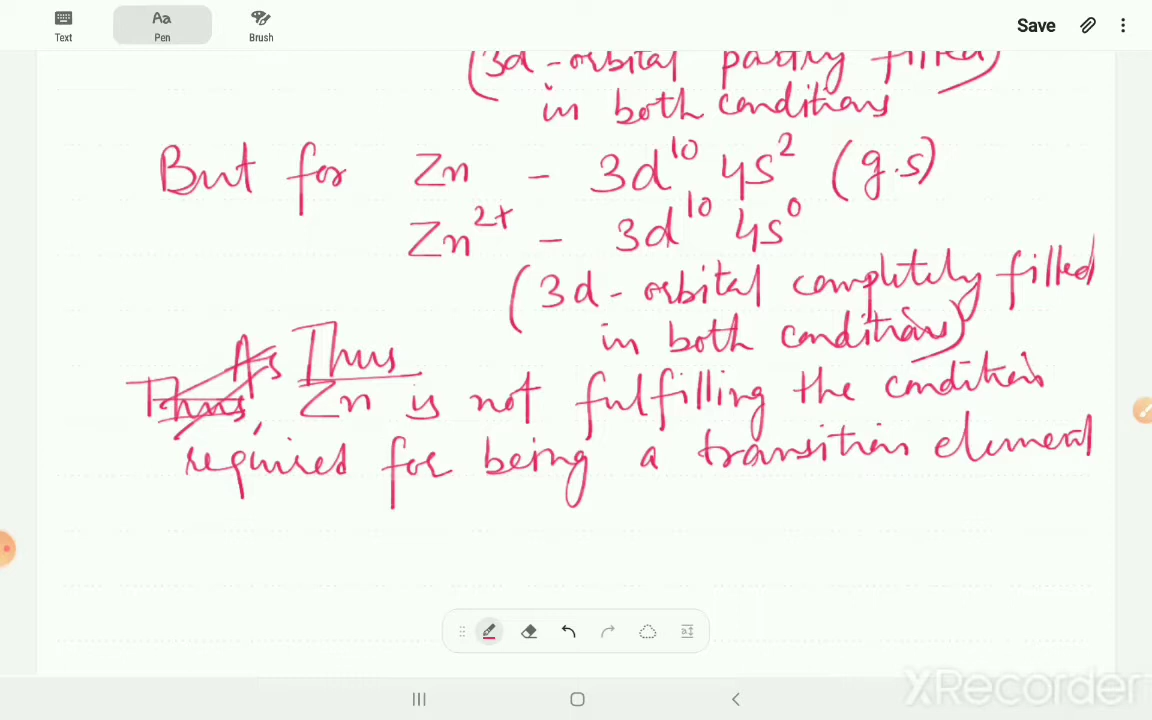 Aa
Text Pen Brush Save
(3d-orbital partly filled)
in both conditions
But for Zn - 3d¹⁰ 4s² (g.s)
Zn²⁺ - 3d¹⁰ 4s⁰
(3d-orbital completely filled
in both conditions)
As Thus
Thus, Zn is not fulfilling the condition
required for being a transition element
XRecorder